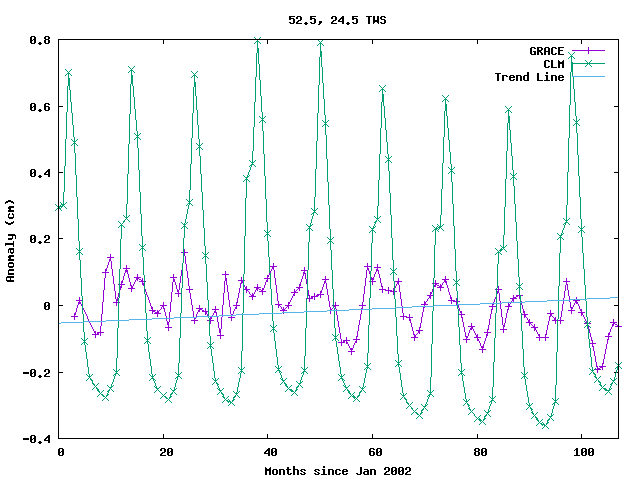 52.5, 24.5 TWS
GRACE
CLM
Trend Line
0.8
0.6
0.4
0.2
0
-0.2
-0.4
Anomaly (cm)
0 20 40 60 80 100
Months since Jan 2002